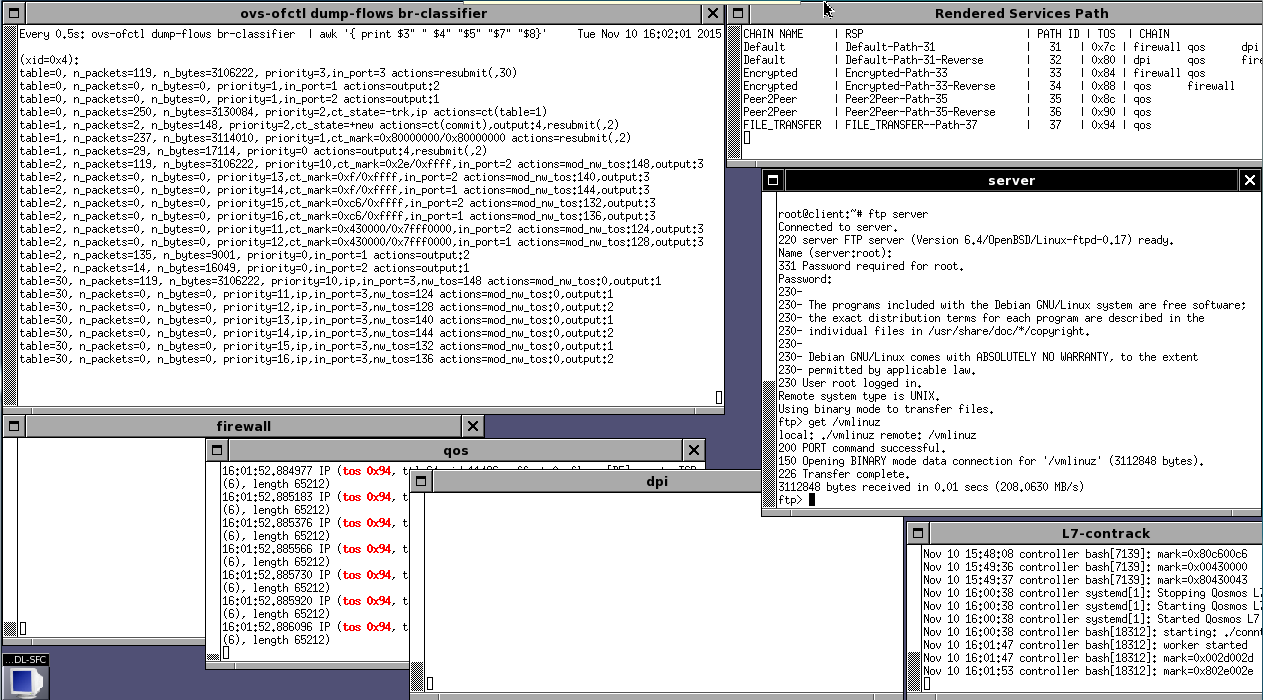 ovs-ofctl dump-flows br-classifier
Every 0.5s: ovs-ofctl dump-flows br-classifier | awk '{ print $3" " $4" "$5" "$7" "$8}' Tue Nov 10 16:02:01 2015
(xid=0x4):
table=0, n_packets=119, n_bytes=3106222, priority=3,in_port=3 actions=resubmit(,30)
table=0, n_packets=0, n_bytes=0, priority=1,in_port=1 actions=output:2
table=0, n_packets=0, n_bytes=0, priority=1,in_port=2 actions=output:1
table=0, n_packets=250, n_bytes=3130084, priority=2,ct_state=-trk,ip actions=ct(table=1)
table=1, n_packets=2, n_bytes=148, priority=2,ct_state=+new actions=ct(commit),output:4,resubmit(,2)
table=1, n_packets=237, n_bytes=3114010, priority=1,ct_mark=0x80000000/0x80000000 actions=resubmit(,2)
table=1, n_packets=29, n_bytes=17114, priority=0 actions=output:4,resubmit(,2)
table=2, n_packets=119, n_bytes=3106222, priority=10,ct_mark=0x2e/0xffff,in_port=2 actions=mod_nw_tos:148,output:3
table=2, n_packets=0, n_bytes=0, priority=13,ct_mark=0xf/0xffff,in_port=2 actions=mod_nw_tos:140,output:3
table=2, n_packets=0, n_bytes=0, priority=14,ct_mark=0xf/0xffff,in_port=1 actions=mod_nw_tos:144,output:3
table=2, n_packets=0, n_bytes=0, priority=15,ct_mark=0xc6/0xffff,in_port=2 actions=mod_nw_tos:132,output:3
table=2, n_packets=0, n_bytes=0, priority=16,ct_mark=0xc6/0xffff,in_port=1 actions=mod_nw_tos:136,output:3
table=2, n_packets=0, n_bytes=0, priority=11,ct_mark=0x430000/0x7fff0000,in_port=2 actions=mod_nw_tos:124,output:3
table=2, n_packets=0, n_bytes=0, priority=12,ct_mark=0x430000/0x7fff0000,in_port=1 actions=mod_nw_tos:128,output:3
table=2, n_packets=135, n_bytes=9001, priority=0,in_port=1 actions=output:2
table=2, n_packets=14, n_bytes=16049, priority=0,in_port=2 actions=output:1
table=30, n_packets=119, n_bytes=3106222, priority=10,ip,in_port=3,nw_tos=148 actions=mod_nw_tos:0,output:1
table=30, n_packets=0, n_bytes=0, priority=11,ip,in_port=3,nw_tos=124 actions=mod_nw_tos:0,output:1
table=30, n_packets=0, n_bytes=0, priority=12,ip,in_port=3,nw_tos=128 actions=mod_nw_tos:0,output:2
table=30, n_packets=0, n_bytes=0, priority=13,ip,in_port=3,nw_tos=140 actions=mod_nw_tos:0,output:1
table=30, n_packets=0, n_bytes=0, priority=14,ip,in_port=3,nw_tos=144 actions=mod_nw_tos:0,output:2
table=30, n_packets=0, n_bytes=0, priority=15,ip,in_port=3,nw_tos=132 actions=mod_nw_tos:0,output:1
table=30, n_packets=0, n_bytes=0, priority=16,ip,in_port=3,nw_tos=136 actions=mod_nw_tos:0,output:2
Rendered Services Path
CHAIN NAME | RSP | PATH ID | TOS | CHAIN
Default | Default-Path-31 | 31 | 0x7c | firewall qos dpi
Default | Default-Path-31-Reverse | 32 | 0x80 | dpi qos fire
Encrypted | Encrypted-Path-33 | 33 | 0x84 | firewall qos
Encrypted | Encrypted-Path-33-Reverse | 34 | 0x88 | qos firewall
Peer2Peer | Peer2Peer-Path-35 | 35 | 0x8c | qos
Peer2Peer | Peer2Peer-Path-35-Reverse | 36 | 0x90 | qos
FILE_TRANSFER | FILE_TRANSFER--Path-37 | 37 | 0x94 | qos
server
root@client:~# ftp server
Connected to server.
220 server FTP server (Version 6.4/OpenBSD/Linux-ftpd-0.17) ready.
Name (server:root):
331 Password required for root.
Password:
230-
230- The programs included with the Debian GNU/Linux system are free software;
230- the exact distribution terms for each program are described in the
230- individual files in /usr/share/doc/*/copyright.
230-
230- Debian GNU/Linux comes with ABSOLUTELY NO WARRANTY, to the extent
230- permitted by applicable law.
230 User root logged in.
Remote system type is UNIX.
Using binary mode to transfer files.
ftp> get /vmlinuz
local: ./vmlinuz remote: /vmlinuz
200 PORT command successful.
150 Opening BINARY mode data connection for '/vmlinuz' (3112848 bytes).
226 Transfer complete.
3112848 bytes received in 0.01 secs (208.0630 MB/s)
ftp>
firewall
qos
16:01:52.884977 IP (tos 0x94, t
(6), length 65212)
16:01:52.885183 IP (tos 0x94, t
(6), length 65212)
16:01:52.885376 IP (tos 0x94, t
(6), length 65212)
16:01:52.885566 IP (tos 0x94, t
(6), length 65212)
16:01:52.885730 IP (tos 0x94, t
(6), length 65212)
16:01:52.885920 IP (tos 0x94, t
(6), length 65212)
16:01:52.886096 IP (tos 0x94, t
(6), length 65212)
dpi
L7-contrack
Nov 10 15:48:08 controller bash[7139]: mark=0x80c600c6
Nov 10 15:49:36 controller bash[7139]: mark=0x00430000
Nov 10 15:49:37 controller bash[7139]: mark=0x80430043
Nov 10 16:00:38 controller systemd[1]: Stopping Qosmos L7
Nov 10 16:00:38 controller systemd[1]: Starting Qosmos L7
Nov 10 16:00:38 controller systemd[1]: Started Qosmos L7
Nov 10 16:00:38 controller bash[18312]: starting: ./connt
Nov 10 16:01:47 controller bash[18312]: worker started
Nov 10 16:01:47 controller bash[18312]: mark=0x002d002d
Nov 10 16:01:53 controller bash[18312]: mark=0x802e002e
...DL-SFC